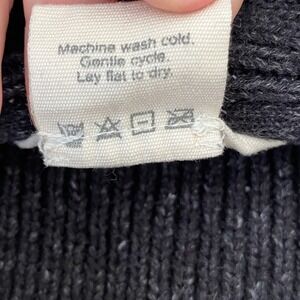 Machine wash cold.
Gentle cycle.
Lay flat to dry.